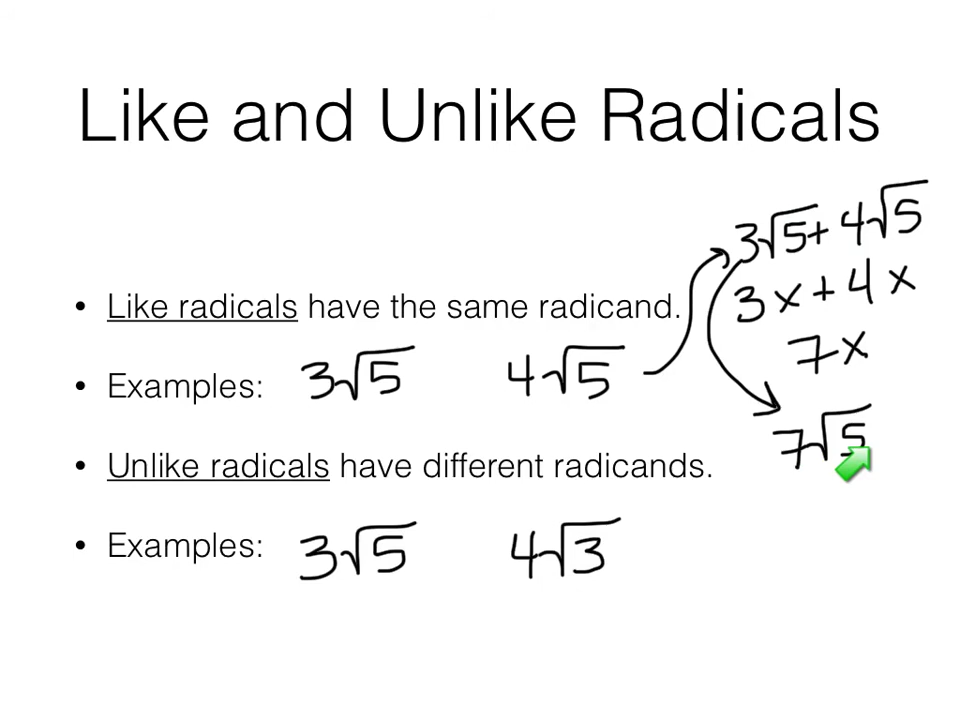 Like and Unlike Radicals
3√5 + 4√5
3x + 4x
7x
7√5
• Like radicals have the same radicand.
• Examples: 3√5 4√5
• Unlike radicals have different radicands.
• Examples: 3√5 4√3